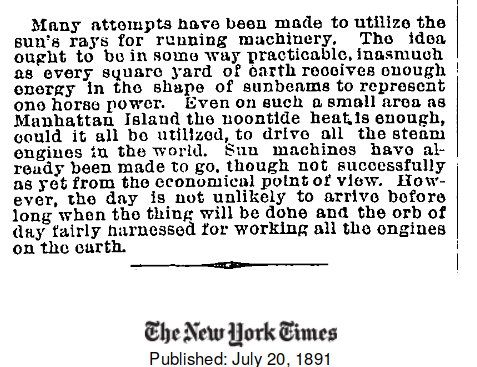 Many attempts have been made to utilize the
sun's rays for running machinery. The idea
ought to be in some way practicable, inasmuch
as every square yard of earth receives enough
energy in the shape of sunbeams to represent
one horse power. Even on such a small area as
Manhattan Island the noontide heat is enough,
could it all be utilized, to drive all the steam
engines in the world. Sun machines have al-
ready been made to go, though not successfully
as yet from the economical point of view. How-
ever, the day is not unlikely to arrive before
long when the thing will be done and the orb of
day fairly harnessed for working all the engines
on the earth.
The New York Times
Published: July 20, 1891